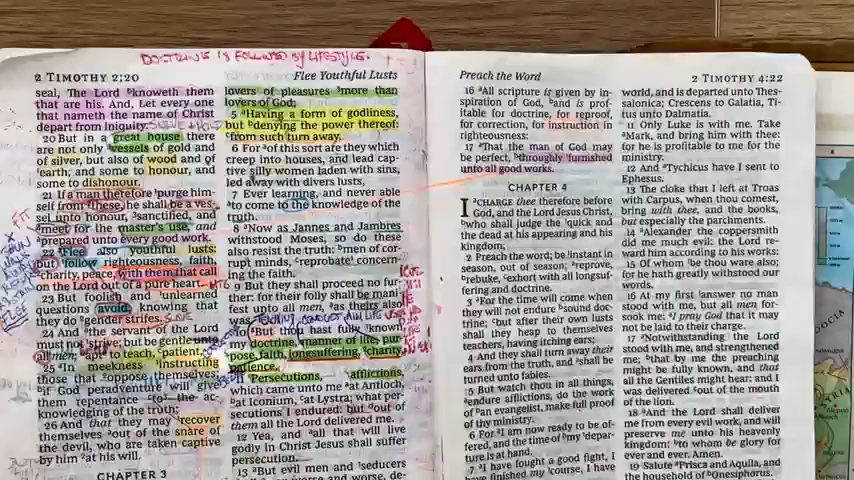 DOCTRINE IS FOLLOWED BY LIFESTYLE.
2 TIMOTHY 2:20
Flee Youthful Lusts
seal, The Lord knoweth them
that are his. And, Let every one
that nameth the name of Christ
depart from iniquity.
20 But in a great house there
are not only vessels of gold and
of silver, but also of wood and of
earth; and some to honour, and
some to dishonour.
21 If a man therefore purge him-
self from these, he shall be a ves-
sel unto honour, sanctified, and
meet for the master's use, and
prepared unto every good work.
22 Flee also youthful lusts:
but follow righteousness, faith,
charity, peace, with them that call
on the Lord out of a pure heart.
23 But foolish and unlearned
questions avoid, knowing that
they do gender strifes.
24 And the servant of the Lord
must not strive; but be gentle unto
all men, apt to teach, patient,
25 In meekness instructing
those that oppose themselves;
if God peradventure will give
them repentance to the ac-
knowledging of the truth;
26 And that they may recover
themselves out of the snare of
the devil, who are taken captive
by him at his will.
CHAPTER 3
lovers of pleasures more than
lovers of God;
5 Having a form of godliness,
but denying the power thereof:
from such turn away.
6 For of this sort are they which
creep into houses, and lead cap-
tive silly women laden with sins,
led away with divers lusts,
7 Ever learning, and never able
to come to the knowledge of the
truth.
8 Now as Jannes and Jambres
withstood Moses, so do these
also resist the truth: men of cor-
rupt minds, reprobate concern-
ing the faith.
9 But they shall proceed no fur-
ther: for their folly shall be mani-
fest unto all men, as theirs also
was.
10 But thou hast fully known
my doctrine, manner of life, pur-
pose, faith, longsuffering, charity,
patience,
11 Persecutions, afflictions,
which came unto me at Antioch,
at Iconium, at Lystra; what per-
secutions I endured: but out of
them all the Lord delivered me.
12 Yea, and all that will live
godly in Christ Jesus shall suffer
persecution.
13 But evil men and seducers
Preach the Word
2 TIMOTHY 4:22
16 All scripture is given by in-
spiration of God, and is prof-
itable for doctrine, for reproof,
for correction, for instruction in
righteousness:
17 That the man of God may
be perfect, throughly furnished
unto all good works.
CHAPTER 4
I CHARGE thee therefore before
God, and the Lord Jesus Christ,
who shall judge the quick and
the dead at his appearing and his
kingdom;
2 Preach the word; be instant in
season, out of season; reprove,
rebuke, exhort with all longsuf-
fering and doctrine.
3 For the time will come when
they will not endure sound doc-
trine; but after their own lusts
shall they heap to themselves
teachers, having itching ears;
4 And they shall turn away their
ears from the truth, and shall be
turned unto fables.
5 But watch thou in all things,
endure afflictions, do the work
of an evangelist, make full proof
of thy ministry.
6 For I am now ready to be of-
fered, and the time of my depar-
ture is at hand.
7 I have fought a good fight, I
have finished my course, I have
world, and is departed unto Thes-
salonica; Crescens to Galatia, Ti-
tus unto Dalmatia.
11 Only Luke is with me. Take
Mark, and bring him with thee:
for he is profitable to me for the
ministry.
12 And Tychicus have I sent to
Ephesus.
13 The cloke that I left at Troas
with Carpus, when thou comest,
bring with thee, and the books,
but especially the parchments.
14 Alexander the coppersmith
did me much evil: the Lord re-
ward him according to his works:
15 Of whom be thou ware also;
for he hath greatly withstood our
words.
16 At my first answer no man
stood with me, but all men for-
sook me: I pray God that it may
not be laid to their charge.
17 Notwithstanding the Lord
stood with me, and strengthened
me; that by me the preaching
might be fully known, and that
all the Gentiles might hear: and I
was delivered out of the mouth
of the lion.
18 And the Lord shall deliver
me from every evil work, and will
preserve me unto his heavenly
kingdom: to whom be glory for
ever and ever. Amen.
19 Salute Prisca and Aquila, and
the household of Onesiphorus.